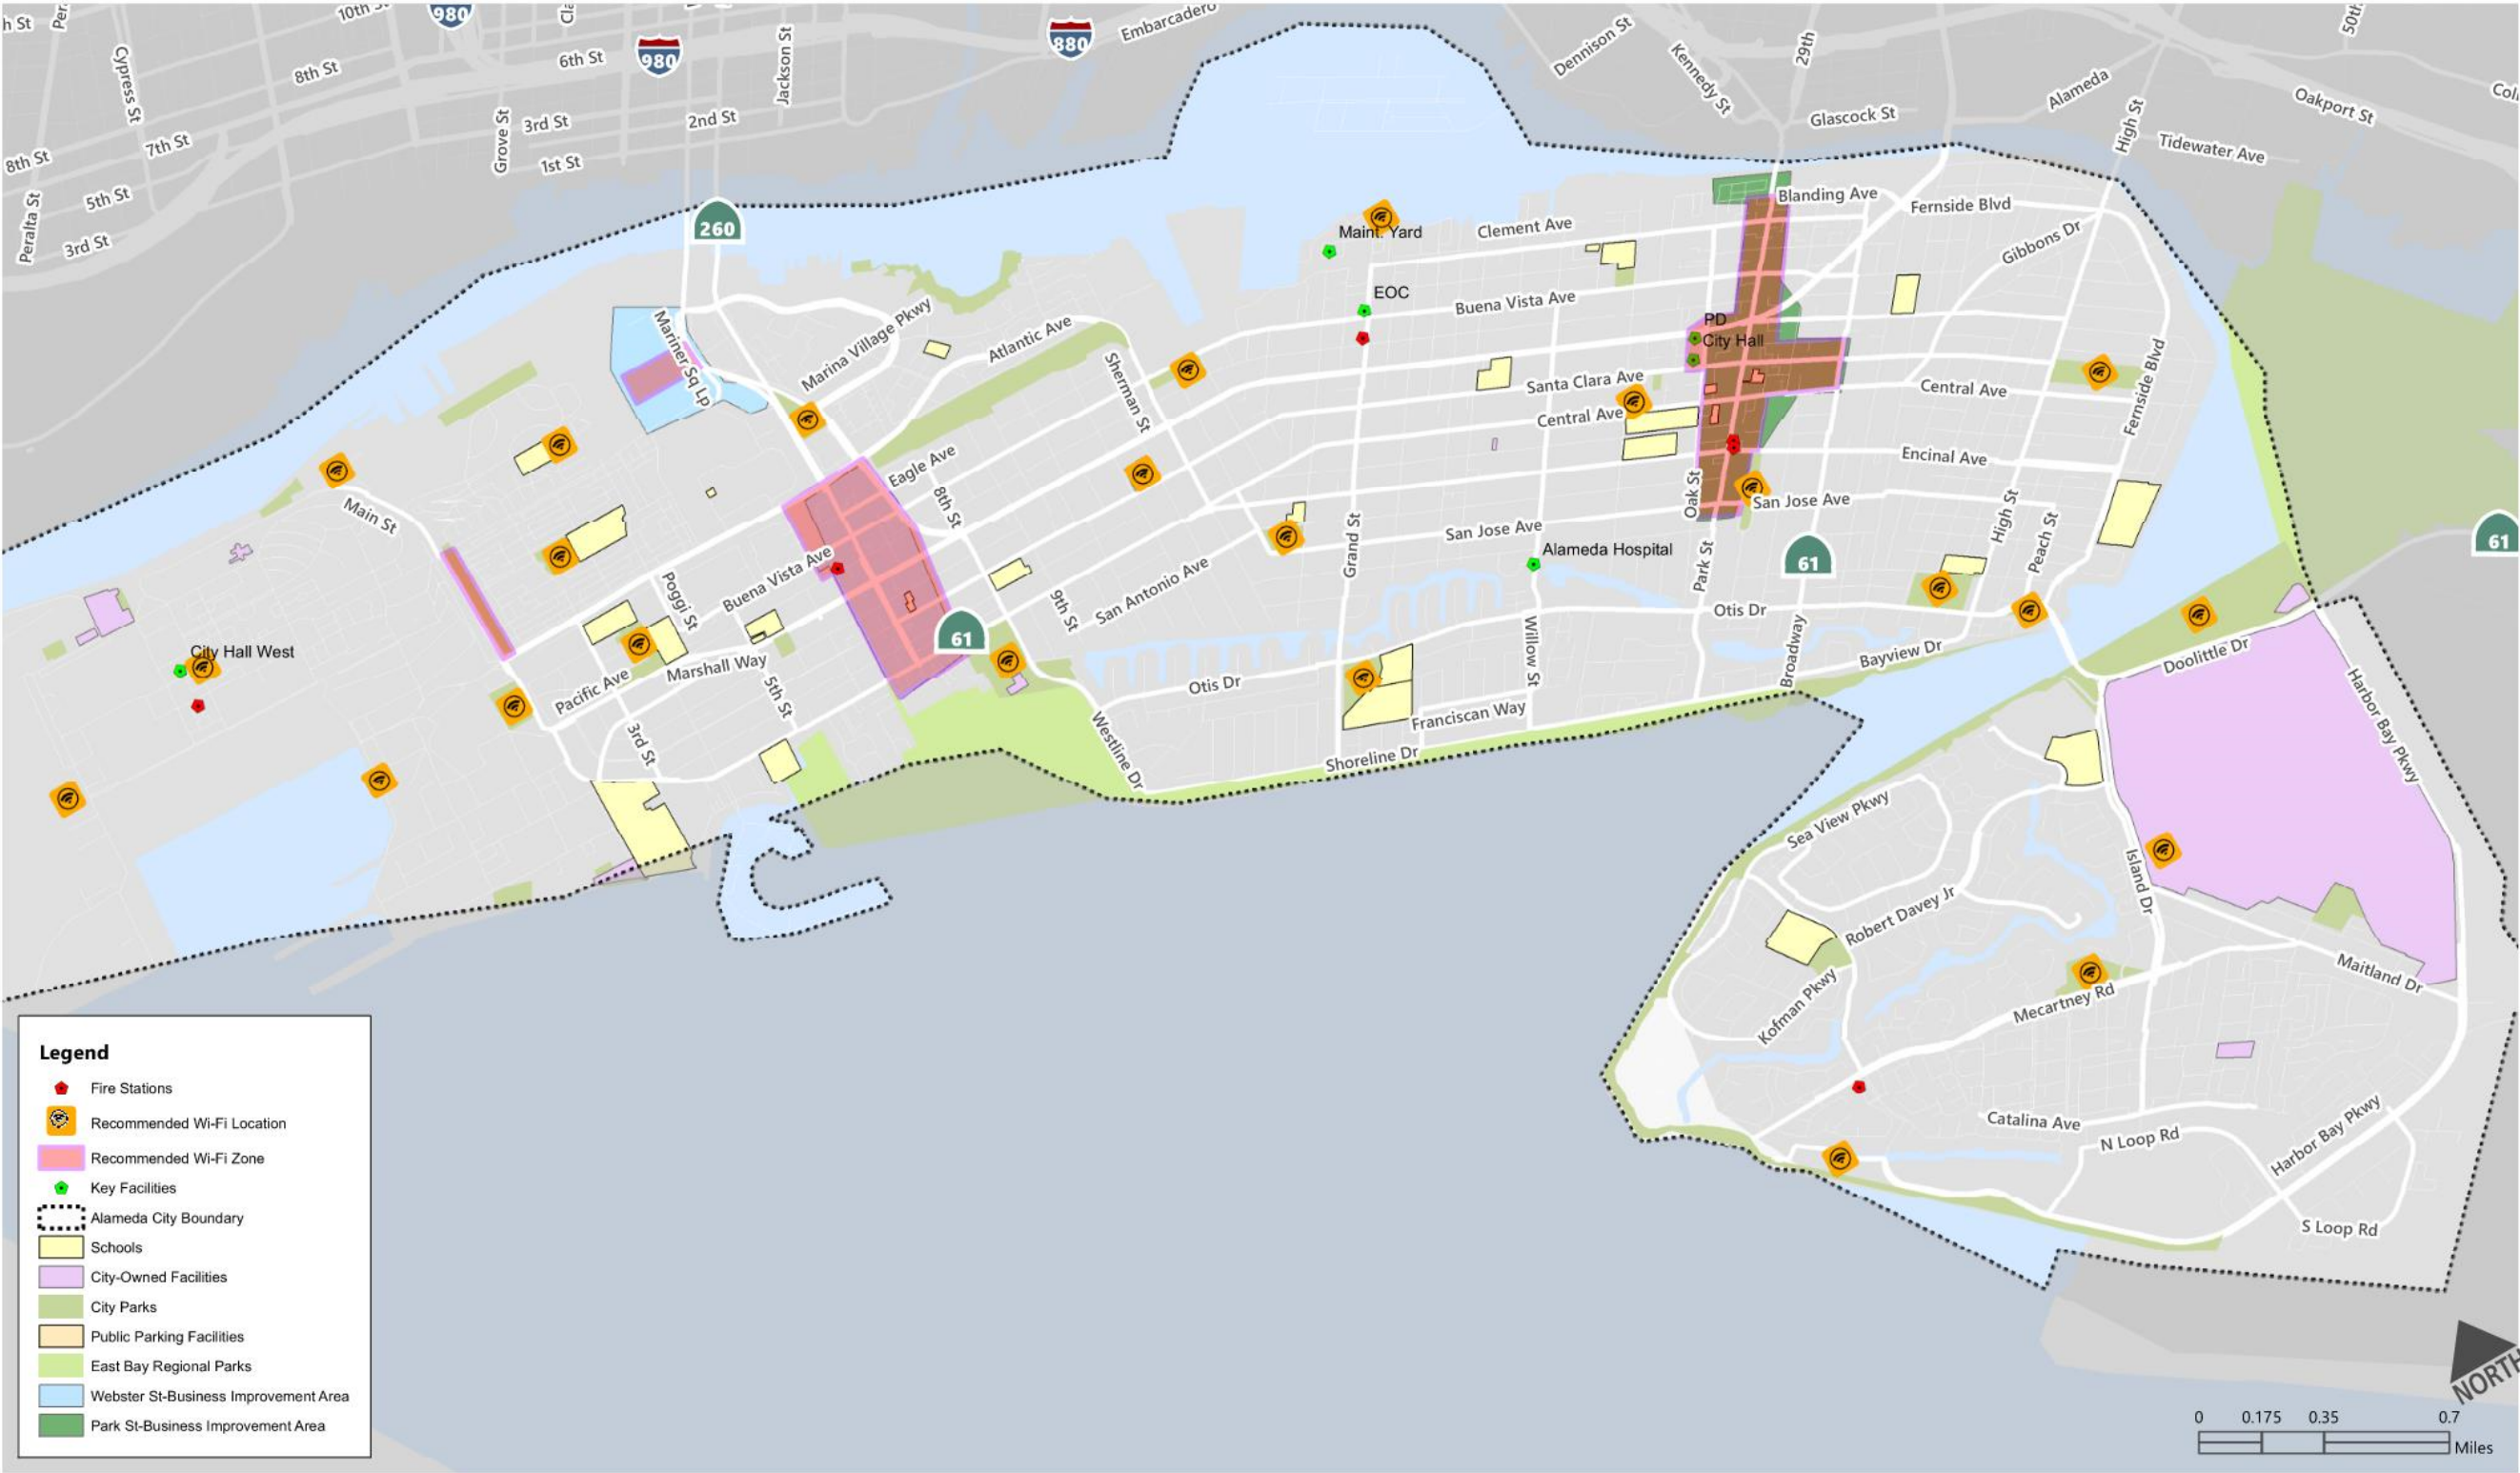 h St
Per
10th St
980
Cla
Jackson St
880
Embarcadero
Dennison St
Kennedy St
29th
50th
Cypress St
8th St
6th St
980
Alameda
Oakport St
Coli
Grove St
3rd St
2nd St
Glascock St
High St
Tidewater Ave
7th St
8th St
1st St
5th St
Peralta St
3rd St
260
Blanding Ave
Fernside Blvd
Maint. Yard
Clement Ave
Gibbons Dr
EOC
Buena Vista Ave
Mariner Sq Lp
Marina Village Pkwy
Atlantic Ave
Sherman St
PD
City Hall
Santa Clara Ave
Central Ave
Central Ave
Fernside Blvd
Eagle Ave
8th St
Encinal Ave
Oak St
San Jose Ave
Main St
Grand St
San Jose Ave
High St
Peach St
Alameda Hospital
61
61
Park St
Buena Vista Ave
Poggi St
9th St
San Antonio Ave
Otis Dr
61
Willow St
Broadway
Bayview Dr
Doolittle Dr
City Hall West
Marshall Way
Pacific Ave
5th St
Otis Dr
Franciscan Way
Harbor Bay Pkwy
3rd St
Westline Dr
Shoreline Dr
Sea View Pkwy
Island Dr
Robert Davey Jr
Kofman Pkwy
Mecartney Rd
Maitland Dr
Catalina Ave
N Loop Rd
Harbor Bay Pkwy
S Loop Rd
Legend
Fire Stations
Recommended Wi-Fi Location
Recommended Wi-Fi Zone
Key Facilities
Alameda City Boundary
Schools
City-Owned Facilities
City Parks
Public Parking Facilities
East Bay Regional Parks
Webster St-Business Improvement Area
Park St-Business Improvement Area
NORTH
0 0.175 0.35 0.7
Miles